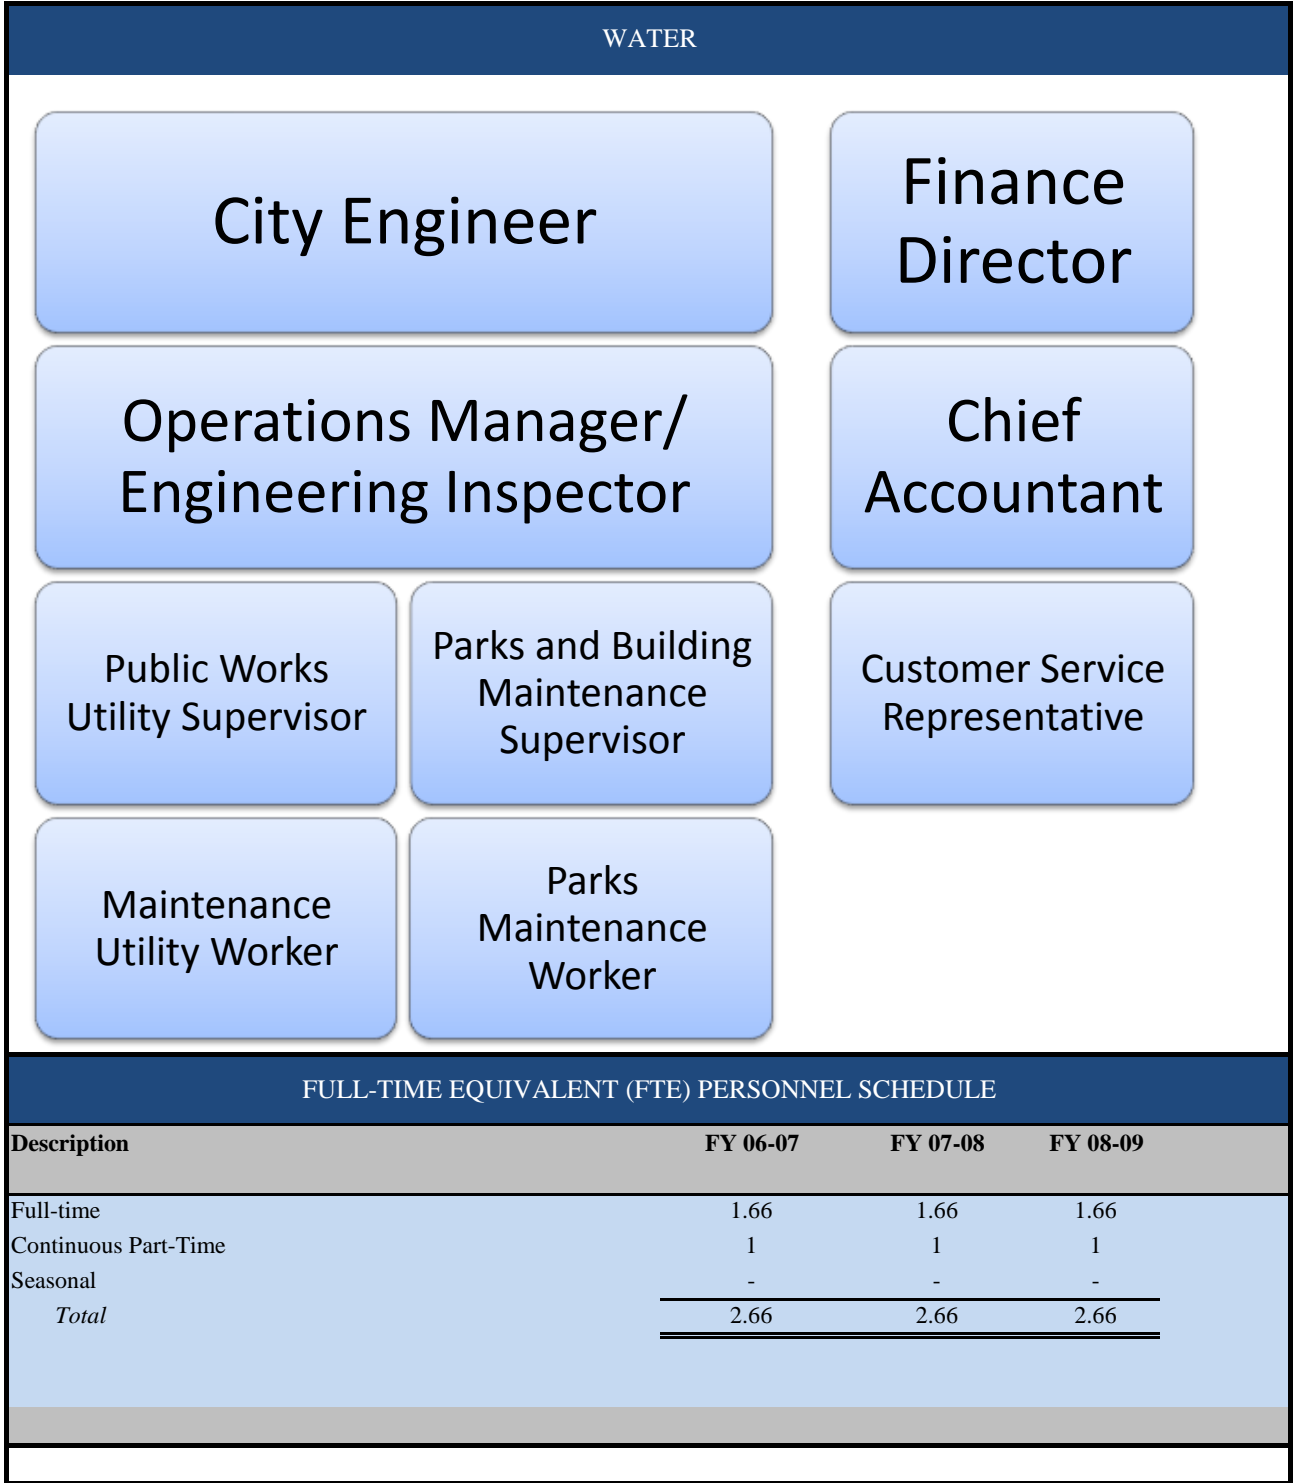 WATER
City Engineer
Finance
Director
Operations Manager/
Engineering Inspector
Chief
Accountant
Public Works
Utility Supervisor
Parks and Building
Maintenance
Supervisor
Customer Service
Representative
Maintenance
Utility Worker
Parks
Maintenance
Worker
FULL-TIME EQUIVALENT (FTE) PERSONNEL SCHEDULE
Description FY 06-07 FY 07-08 FY 08-09
Full-time 1.66 1.66 1.66
Continuous Part-Time 1 1 1
Seasonal - - -
Total 2.66 2.66 2.66